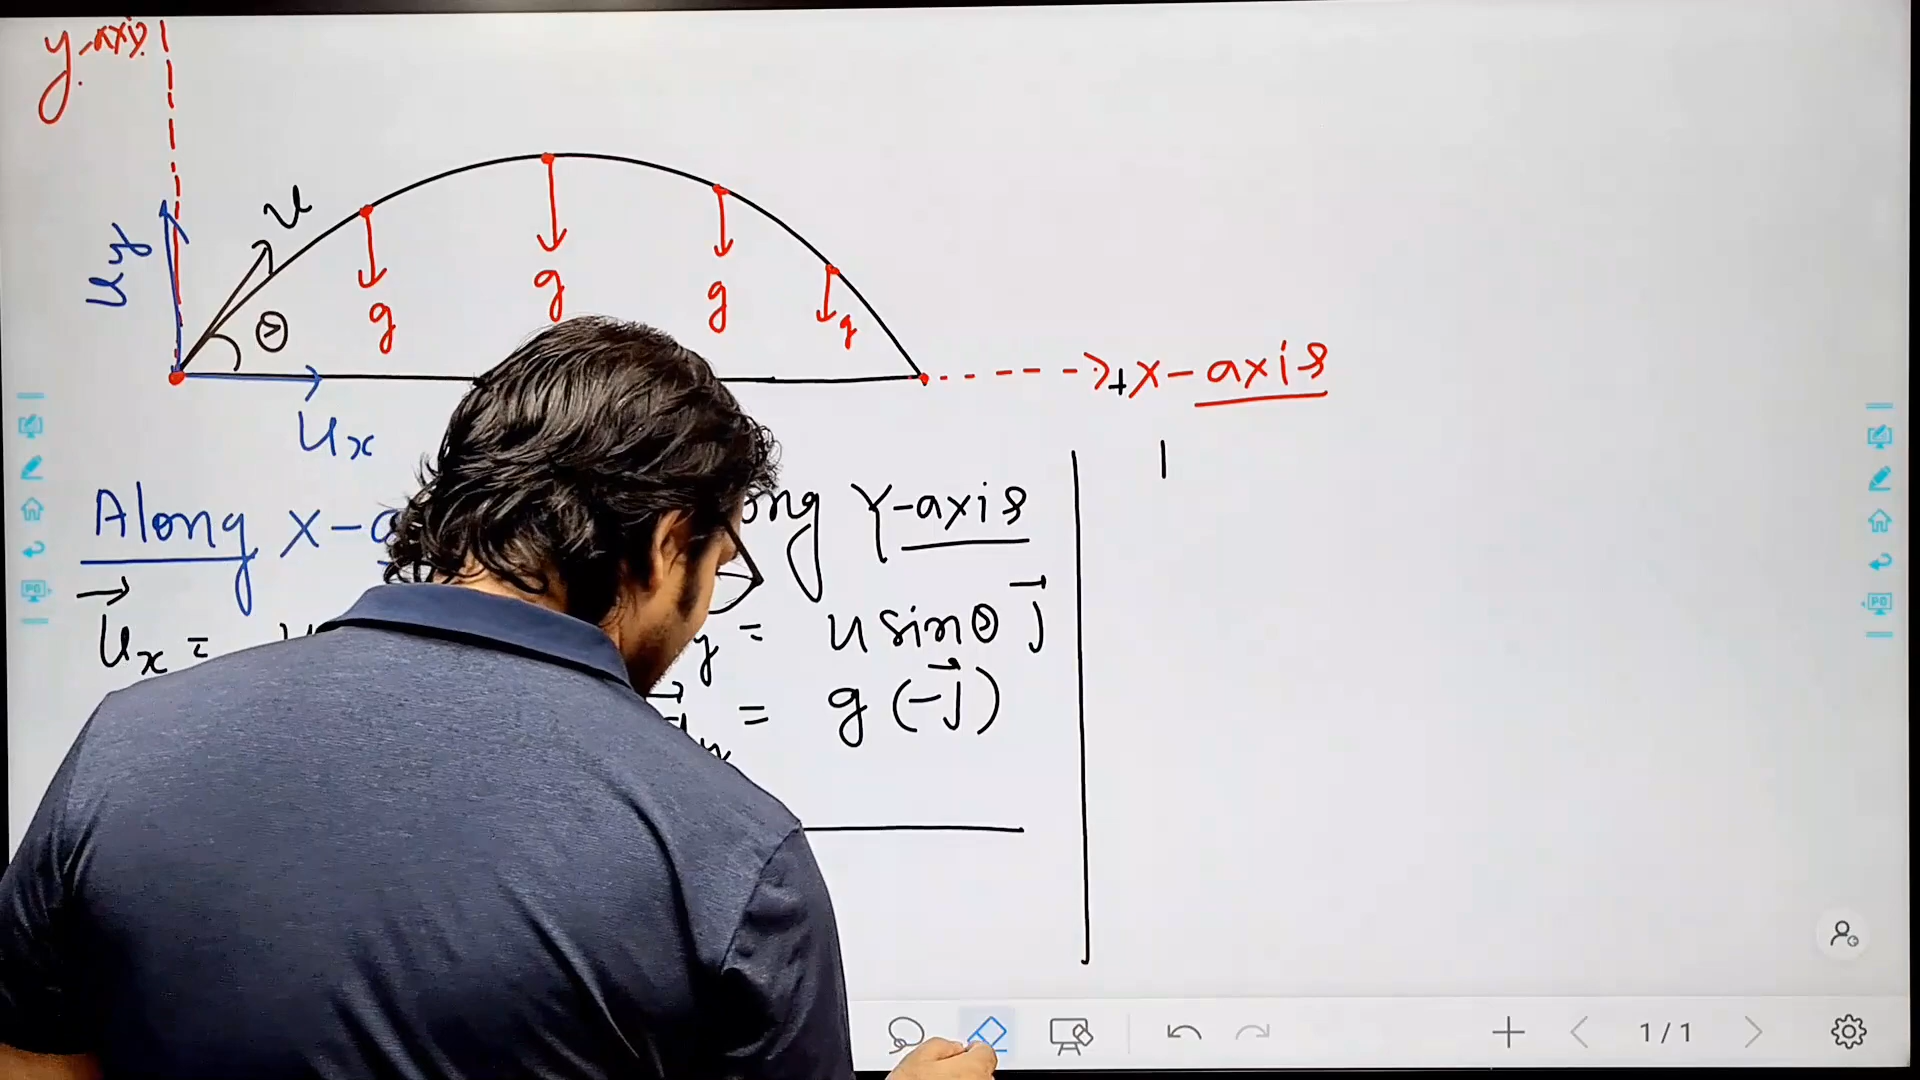 y-axis
u
uy
θ
g
g
g
g
ux
+x-axis
Along x-a
ong Y-axis
ux =
y = u sinθ j
= g (-j)
1/1